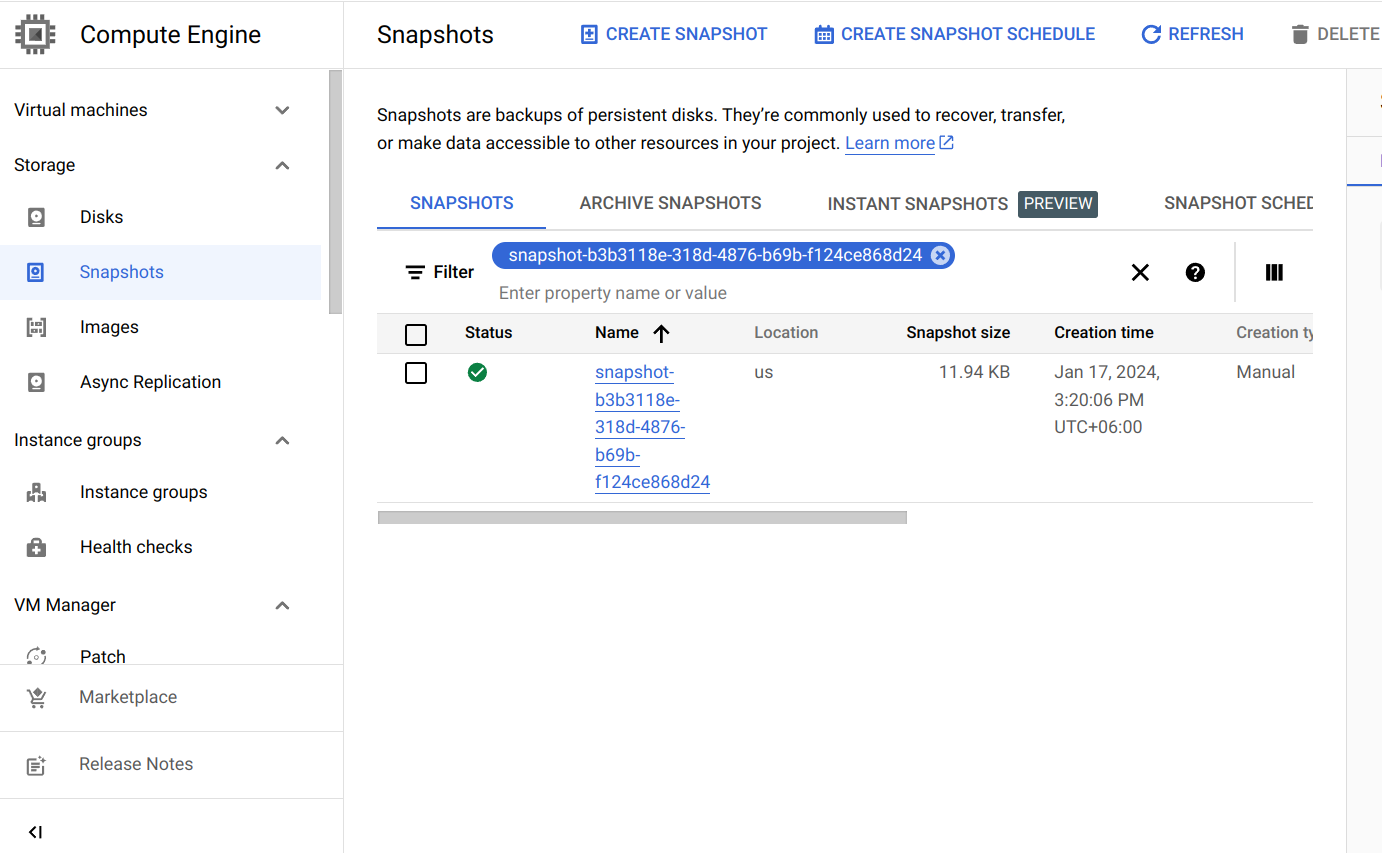 Compute Engine
Snapshots
CREATE SNAPSHOT
CREATE SNAPSHOT SCHEDULE
REFRESH
DELETE
Virtual machines
Storage
Disks
Snapshots
Images
Async Replication
Instance groups
Instance groups
Health checks
VM Manager
Patch
Marketplace
Release Notes
Snapshots are backups of persistent disks. They’re commonly used to recover, transfer,
or make data accessible to other resources in your project. Learn more
SNAPSHOTS
ARCHIVE SNAPSHOTS
INSTANT SNAPSHOTS PREVIEW
SNAPSHOT SCHED
Filter
snapshot-b3b3118e-318d-4876-b69b-f124ce868d24
Enter property name or value
Status Name Location Snapshot size Creation time Creation ty
snapshot-
b3b3118e-
318d-4876-
b69b-
f124ce868d24
us
11.94 KB
Jan 17, 2024,
3:20:06 PM
UTC+06:00
Manual